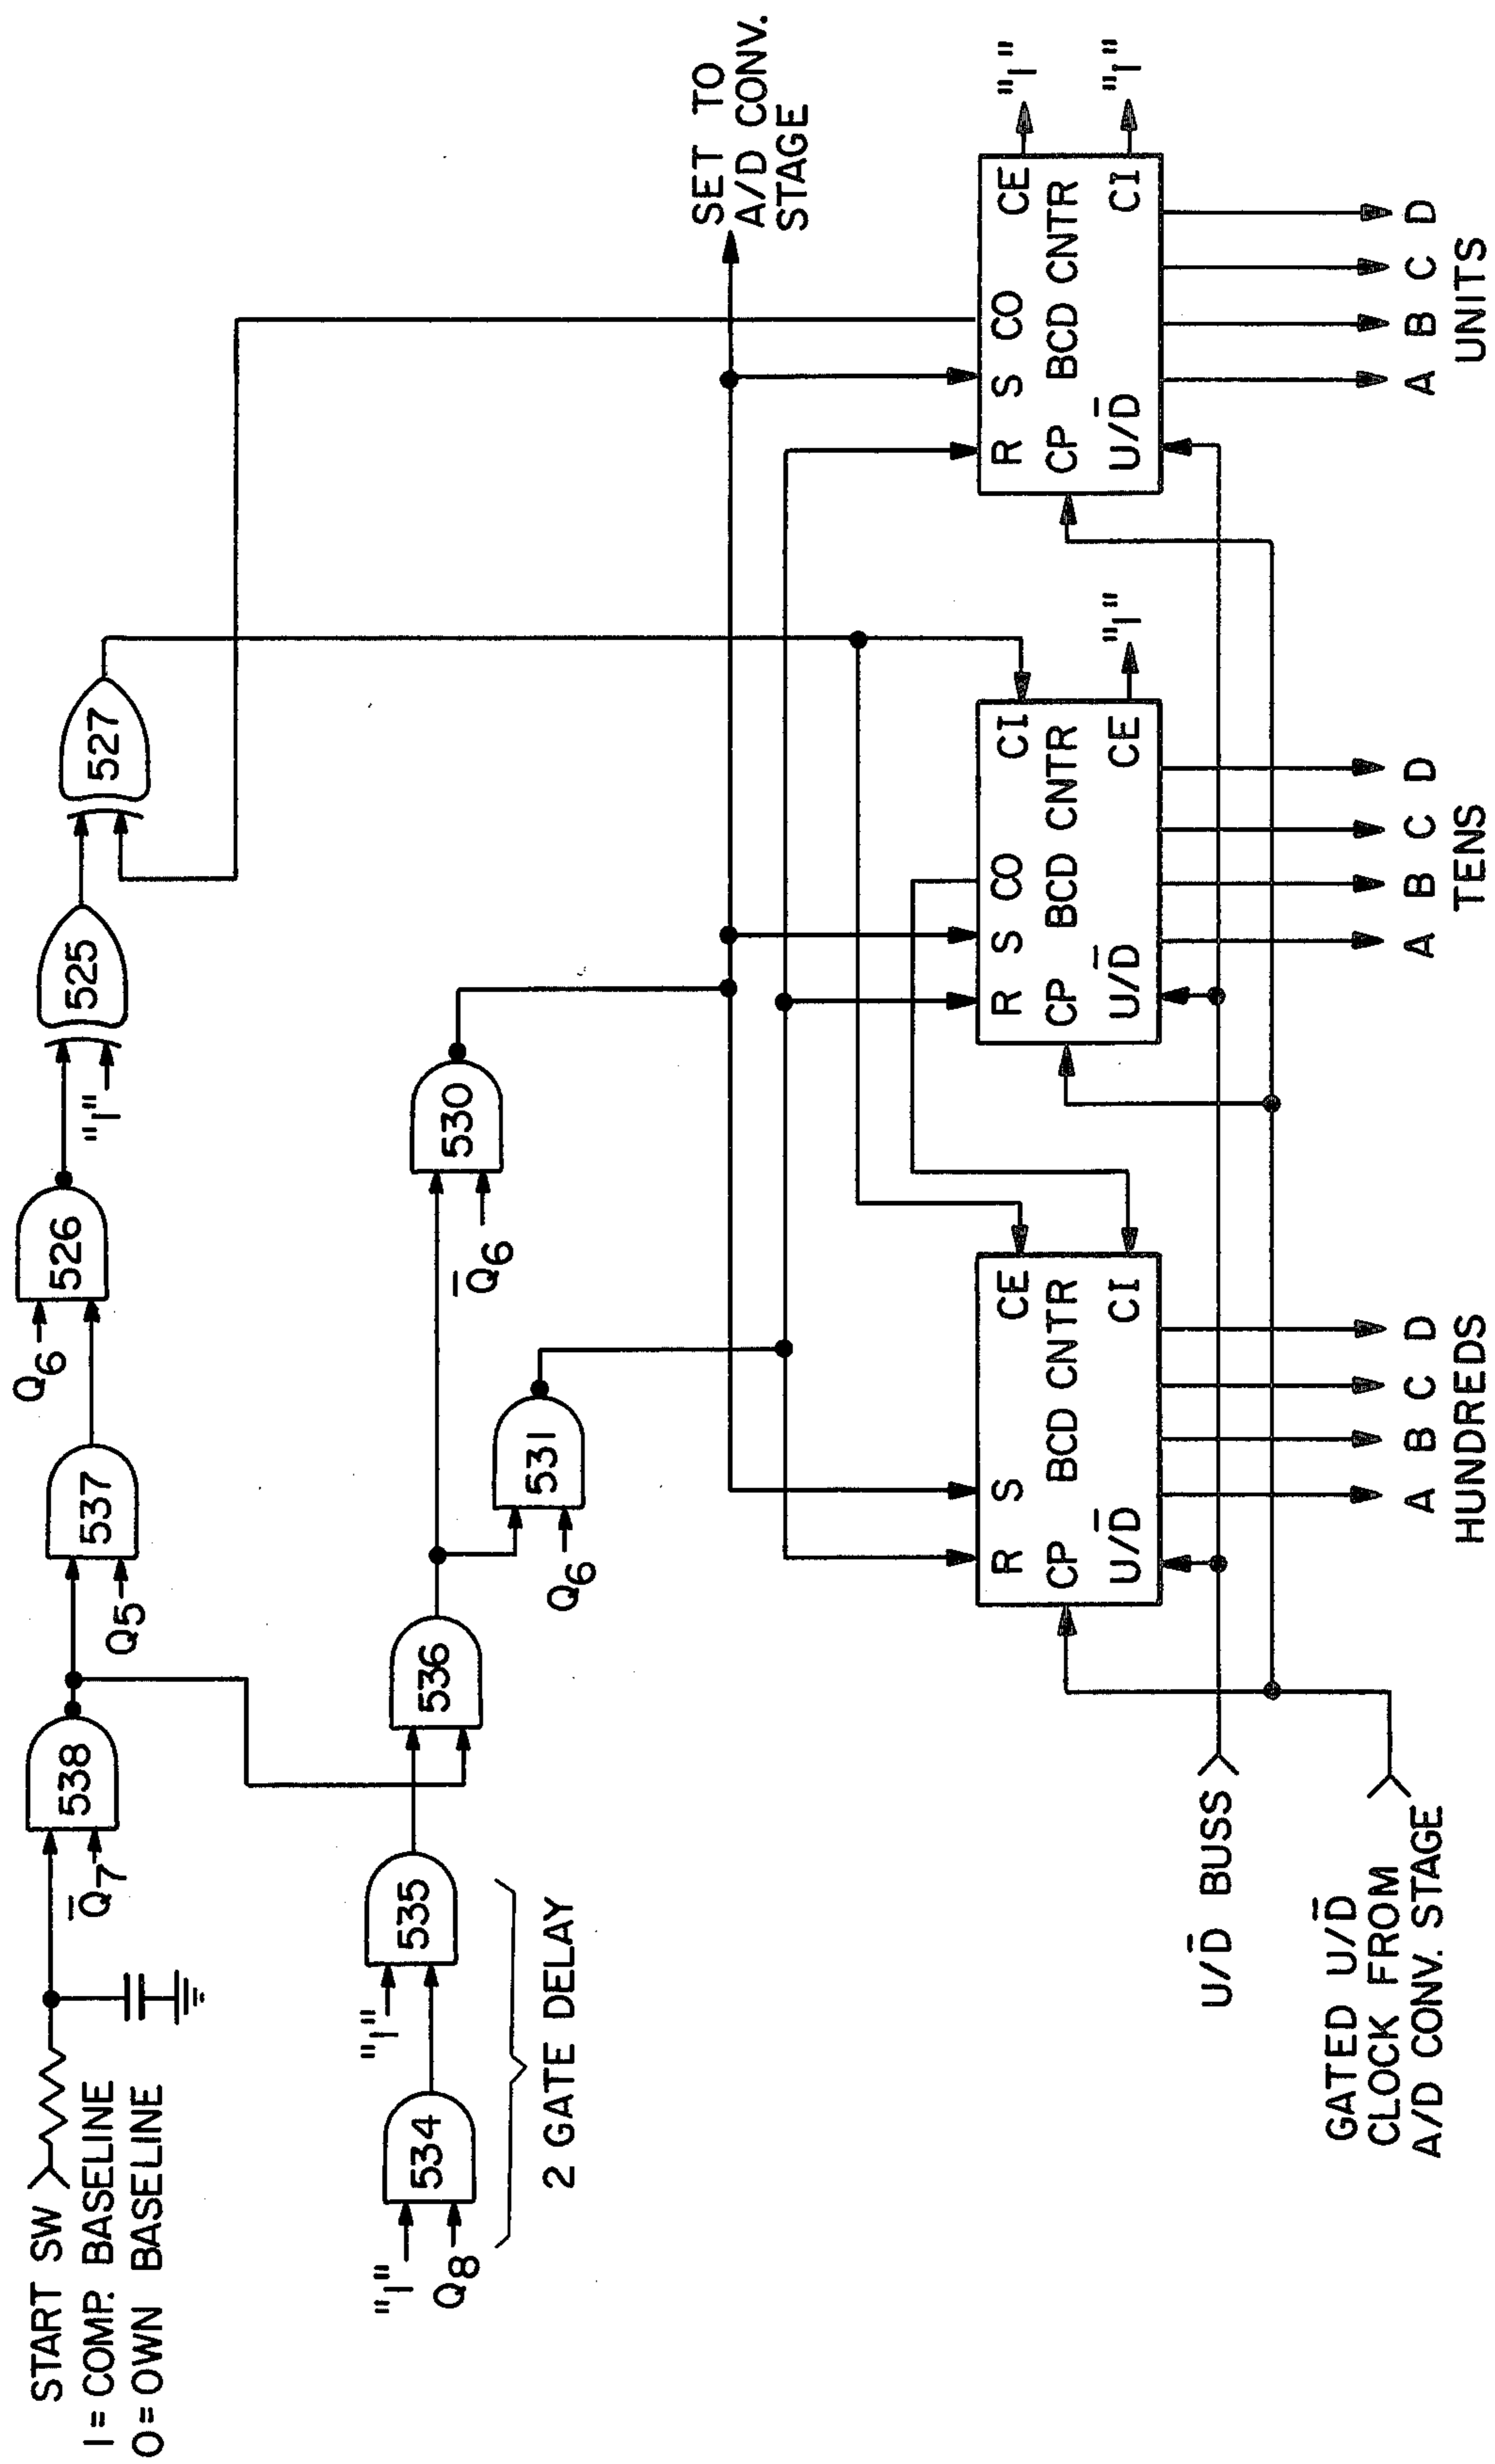 START SW
1 = COMP. BASELINE
0 = OWN BASELINE
Q̅7
538
Q5
537
Q6
526
"1"
525
527
"1"
Q8
534
"1"
535
2 GATE DELAY
536
Q6
531
Q̅6
530
SET TO
A/D CONV.
STAGE
R S CE
CP BCD CNTR
U/D̅ CI
A B C D
HUNDREDS
R S CO CI
CP BCD CNTR
U/D̅ CE
"1"
A B C D
TENS
R S CO CE
CP BCD CNTR
U/D̅ CI
"1"
"1"
A B C D
UNITS
U/D̅ BUSS
GATED U/D̅
CLOCK FROM
A/D CONV. STAGE